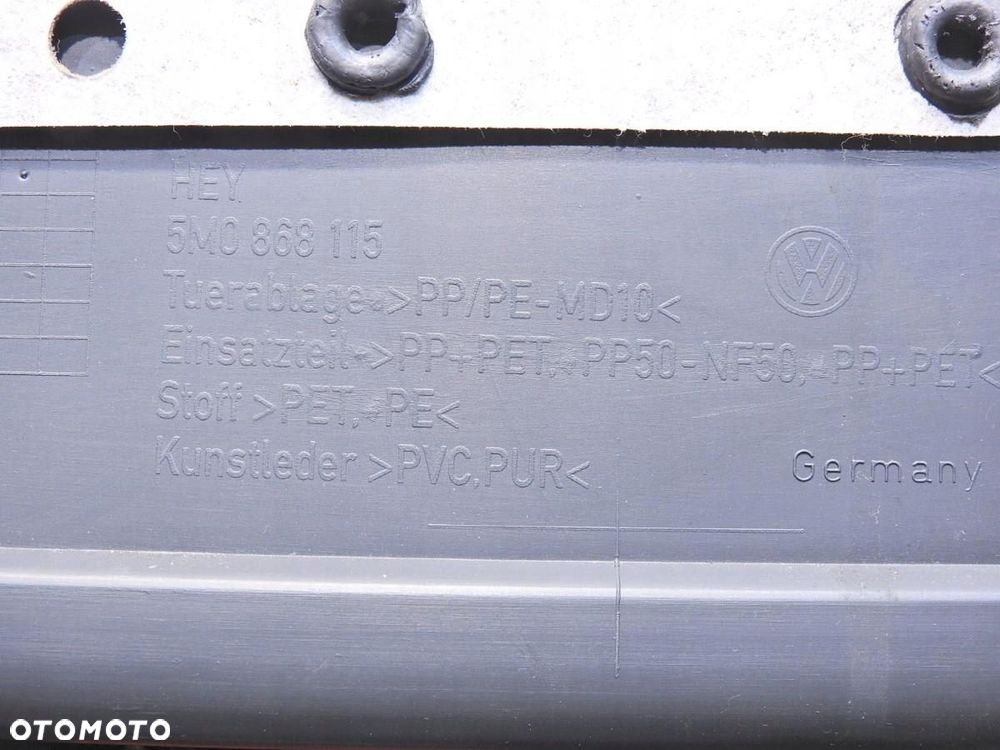 HEY
5M0 868 115
Tuerablage >PP/PE-MD10<
Einsatzteil >PP+PET, PP50-NF50, PP+PET<
Stoff >PET, PE<
Kunstleder >PVC,PUR<
Germany
OTOMOTO